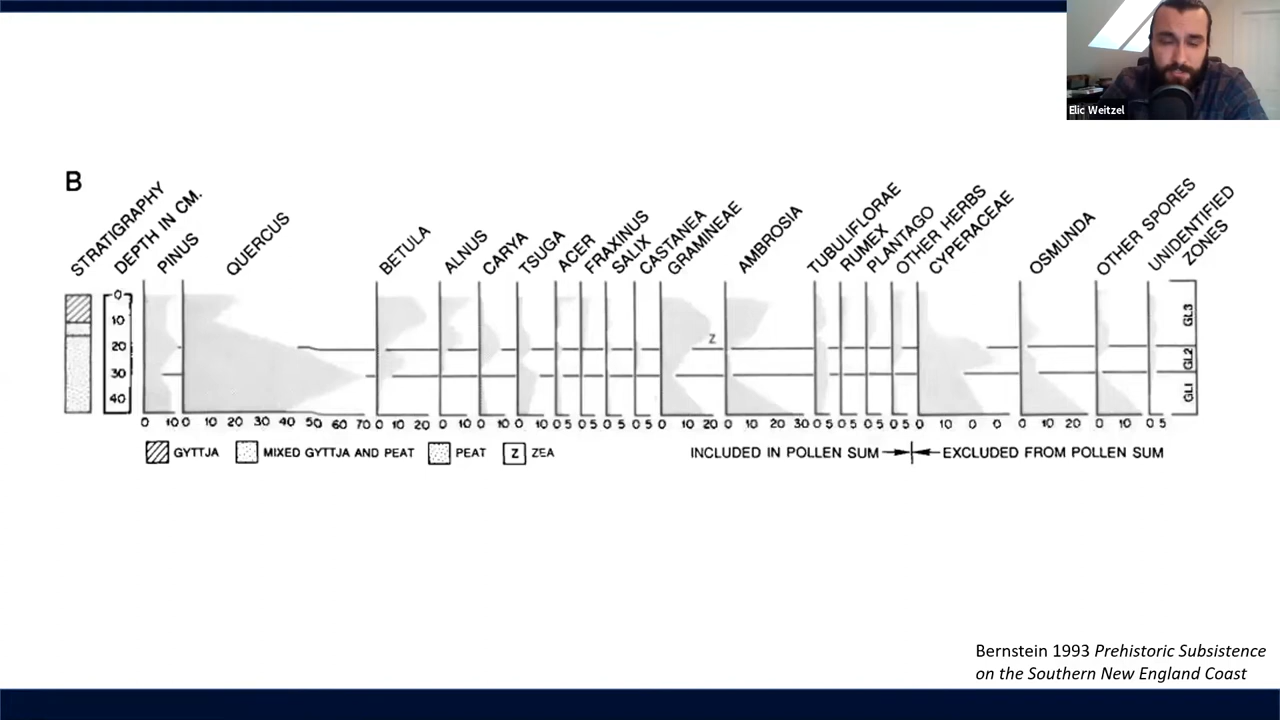 Elic Weitzel
B
STRATIGRAPHY
DEPTH IN CM.
PINUS
QUERCUS
BETULA
ALNUS
CARYA
TSUGA
ACER
FRAXINUS
SALIX
CASTANEA
GRAMINEAE
AMBROSIA
TUBULIFLORAE
RUMEX
PLANTAGO
OTHER HERBS
CYPERACEAE
OSMUNDA
OTHER SPORES
UNIDENTIFIED
ZONES
0
10
20
30
40
Z
GL3
GL2
GL1
0 10 0 10 20 30 40 50 60 70 0 10 20 0 10 0 10 0 10 0 5 0 5 0 5 0 5 0 10 20 0 10 20 30 0 5 0 5 0 5 0 5 0 10 0 0 0 10 20 0 10 0 5
GYTTJA MIXED GYTTJA AND PEAT PEAT Z ZEA INCLUDED IN POLLEN SUM EXCLUDED FROM POLLEN SUM
Bernstein 1993 Prehistoric Subsistence
on the Southern New England Coast